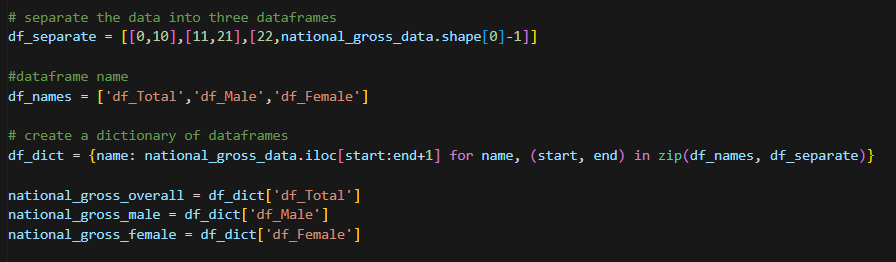 # separate the data into three dataframes
df_separate = [[0,10],[11,21],[22,national_gross_data.shape[0]-1]]
#dataframe name
df_names = ['df_Total','df_Male','df_Female']
# create a dictionary of dataframes
df_dict = {name: national_gross_data.iloc[start:end+1] for name, (start, end) in zip(df_names, df_separate)}
national_gross_overall = df_dict['df_Total']
national_gross_male = df_dict['df_Male']
national_gross_female = df_dict['df_Female']